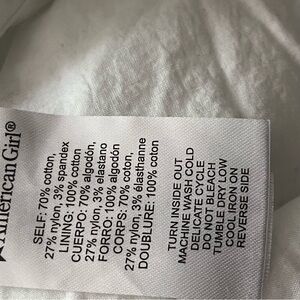 ★American Girl®
SELF: 70% cotton,
27% nylon, 3% spandex
LINING: 100% cotton
CUERPO: 70% algodón,
27% nylon, 3% elastano
FORRO: 100% algodón
CORPS: 70% coton,
27% nylon, 3% élasthanne
DOUBLURE: 100% coton
TURN INSIDE OUT
MACHINE WASH COLD
DELICATE CYCLE
DO NOT BLEACH
TUMBLE DRY LOW
COOL IRON ON
REVERSE SIDE